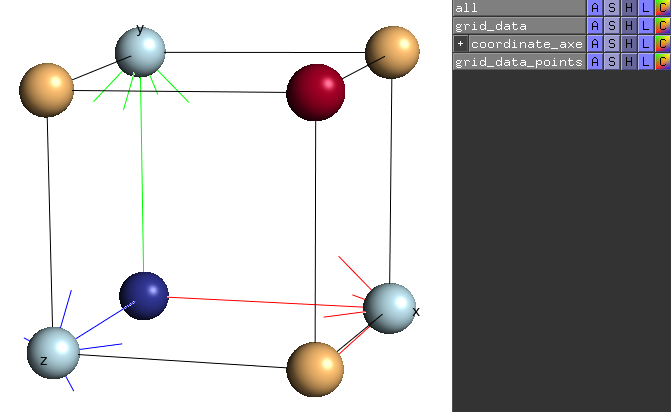 y
x
z
all A S H L C
grid_data A S H L C
+ coordinate_axe A S H L C
grid_data_points A S H L C